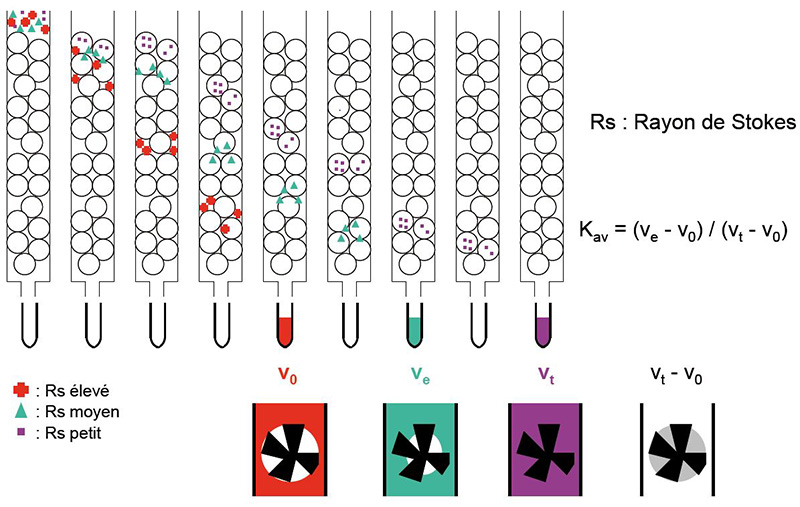 Rs : Rayon de Stokes
Kav = (ve - v0) / (vt - v0)
v0
ve
vt
vt - v0
: Rs élevé
: Rs moyen
: Rs petit